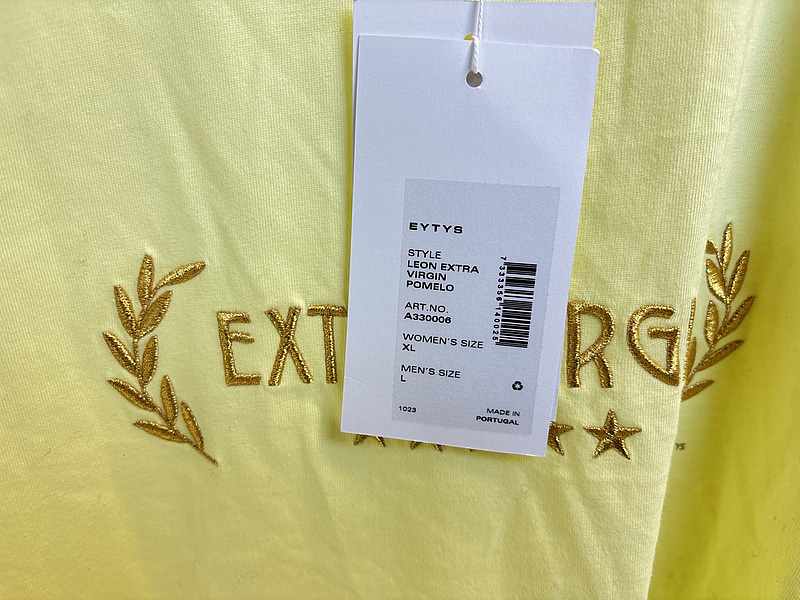 EYTYS
STYLE
LEON EXTRA
VIRGIN
POMELO
ART.NO.
A330006
WOMEN'S SIZE
XL
MEN'S SIZE
L
1023
MADE IN
PORTUGAL
EXT
RG
YS